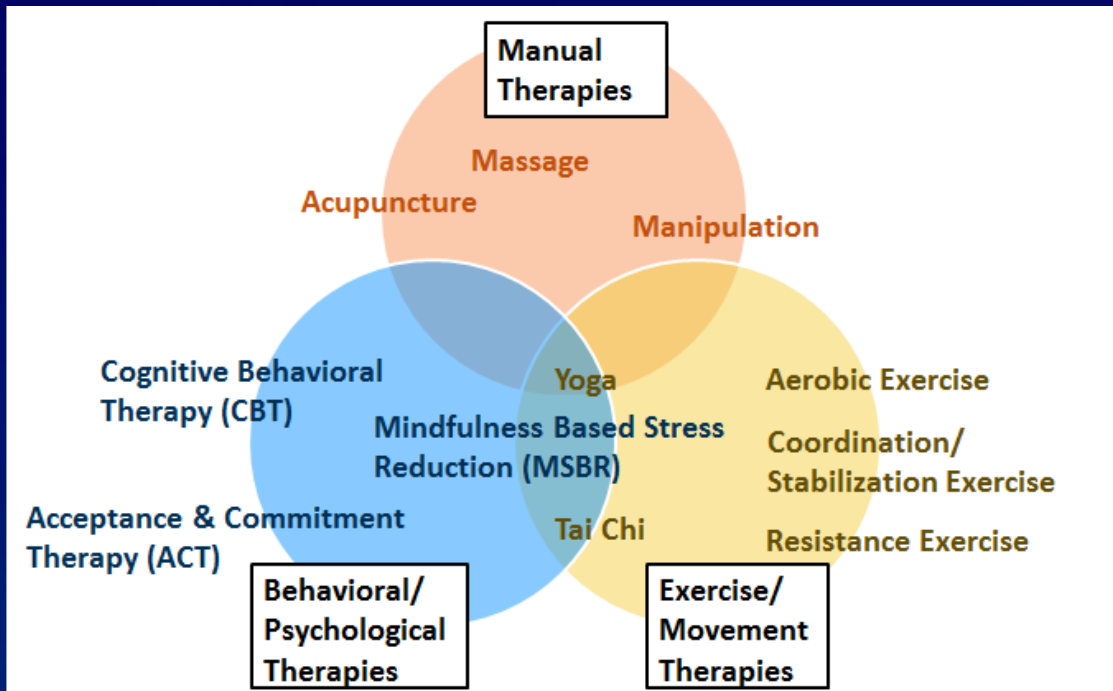 Manual
Therapies
Massage
Acupuncture
Manipulation
Cognitive Behavioral
Therapy (CBT)
Yoga
Aerobic Exercise
Mindfulness Based Stress
Reduction (MSBR)
Coordination/
Stabilization Exercise
Acceptance & Commitment
Therapy (ACT)
Tai Chi
Resistance Exercise
Behavioral/
Psychological
Therapies
Exercise/
Movement
Therapies